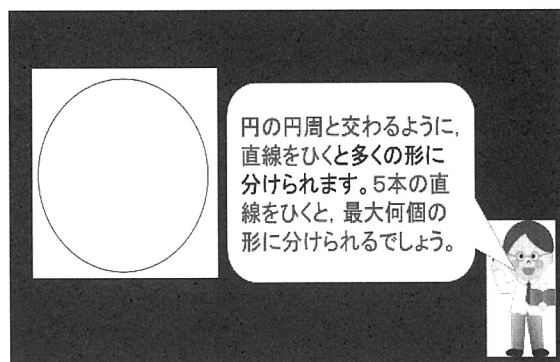 円の円周と交わるように,
直線をひくと多くの形に
分けられます。5本の直
線をひくと, 最大何個の
形に分けられるでしょう。